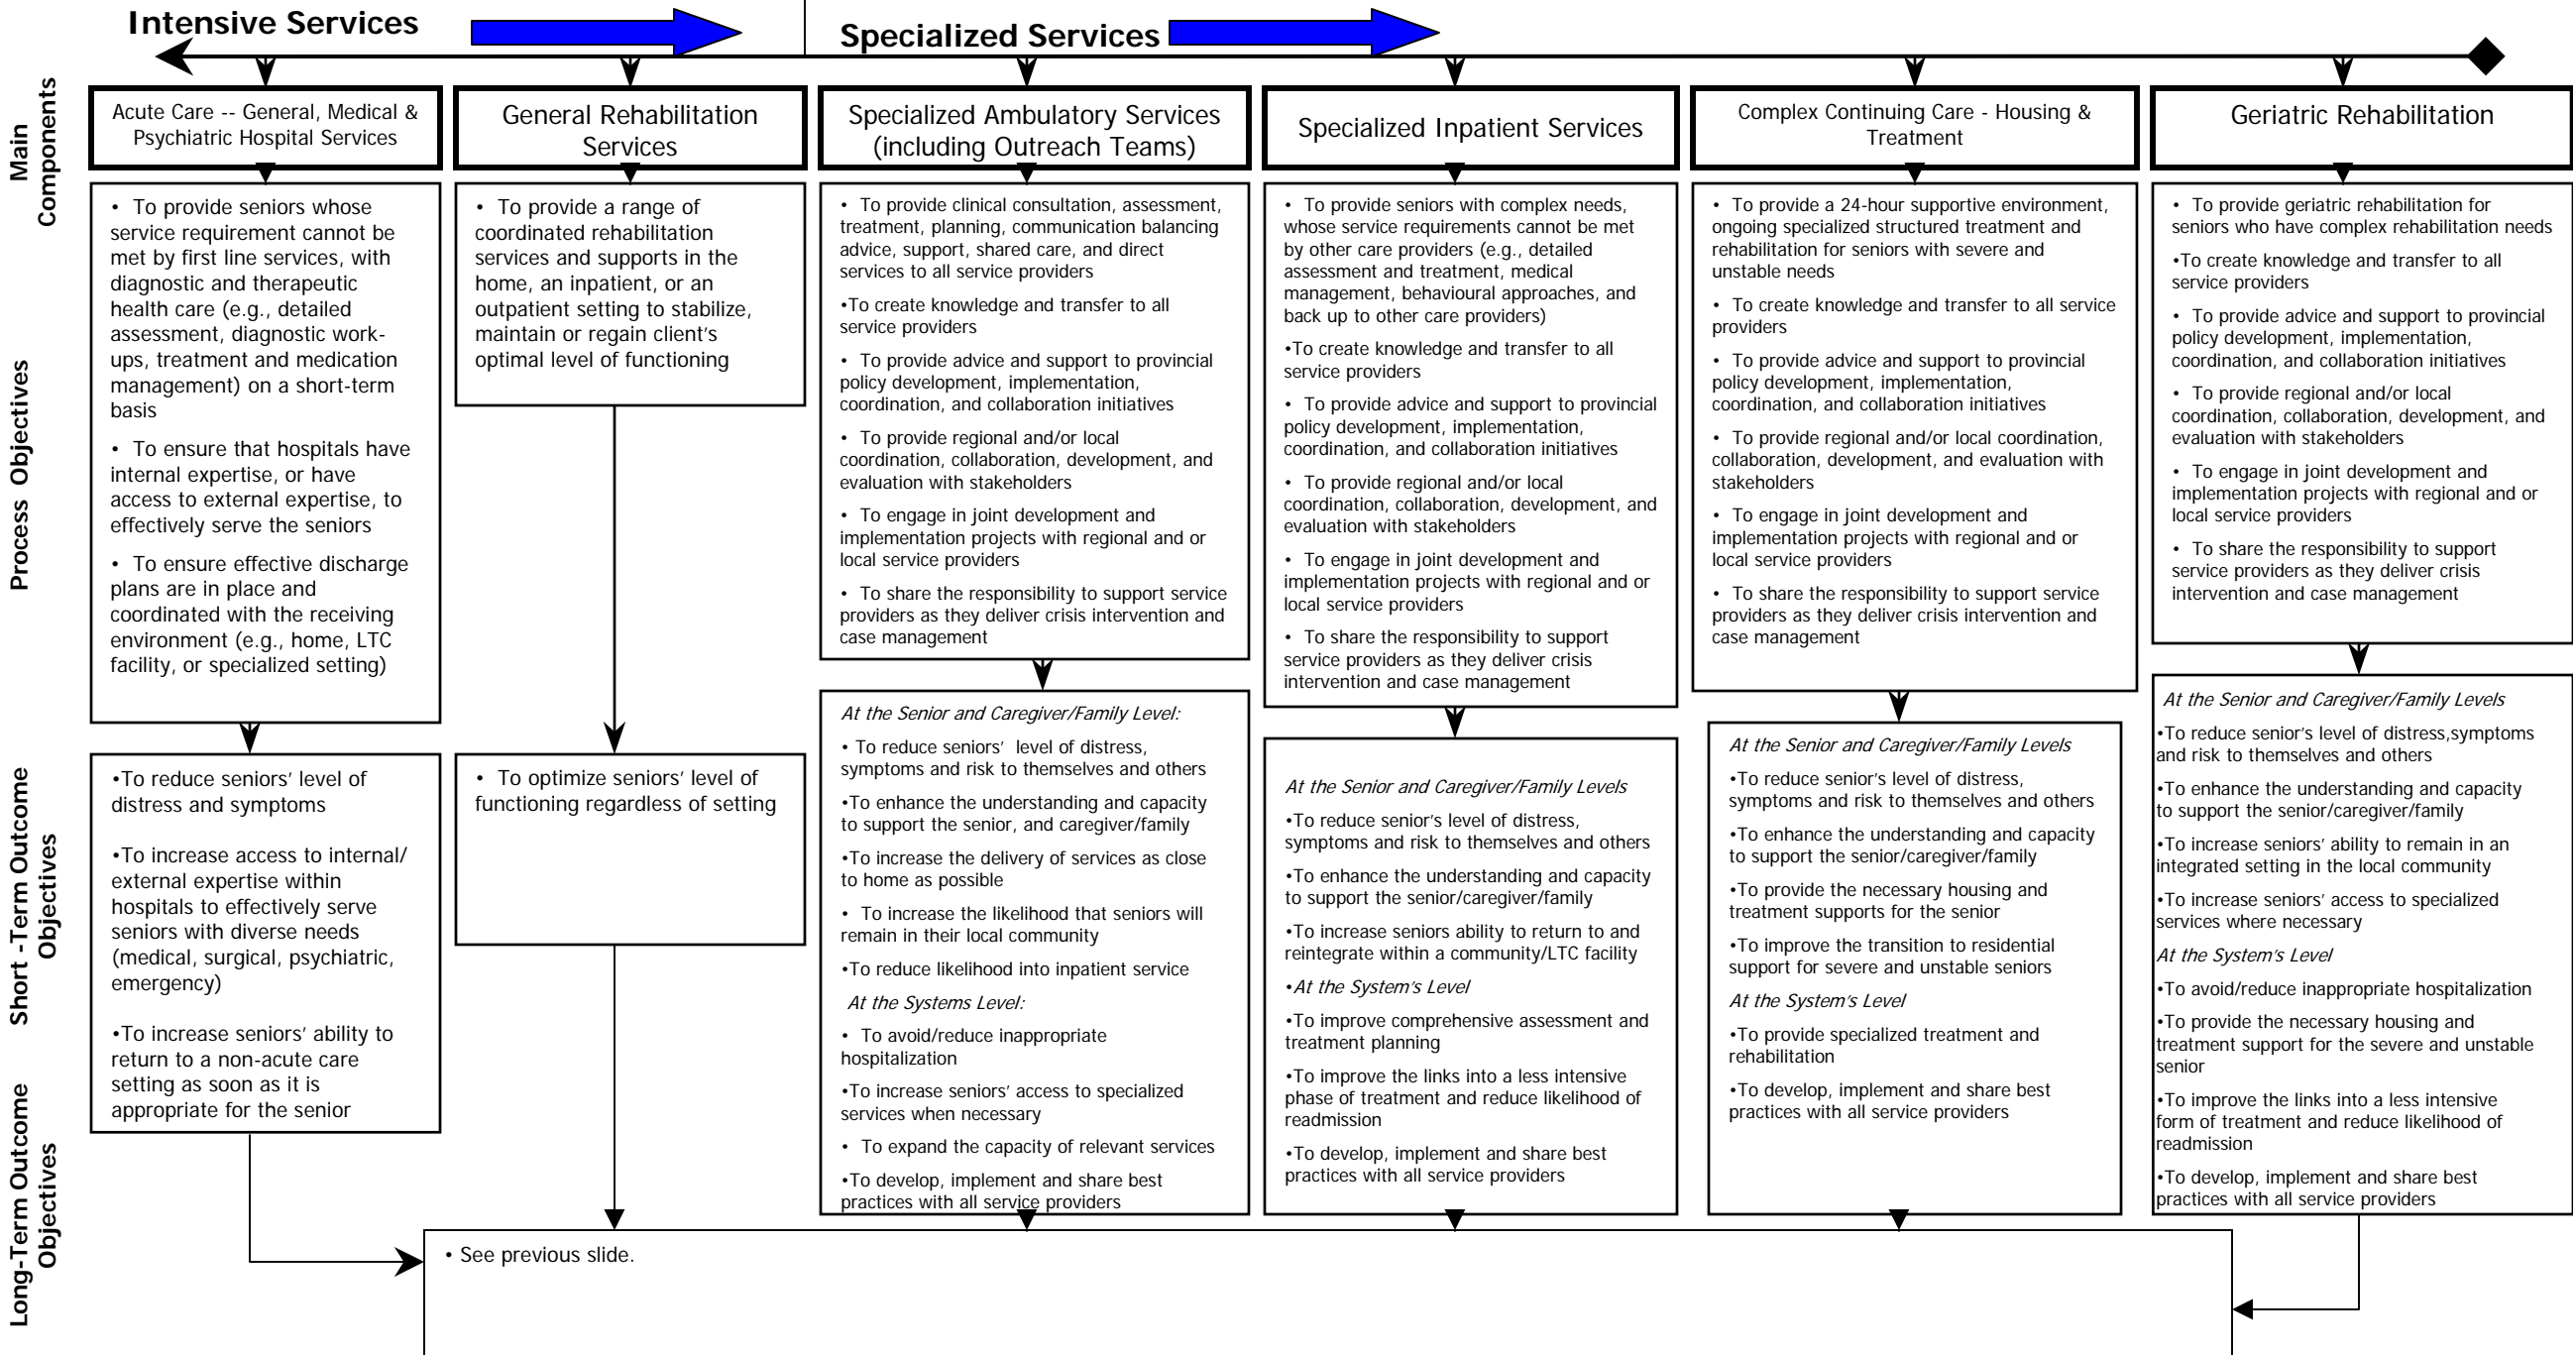 Intensive Services
Specialized Services
Main
Components
Acute Care -- General, Medical &
Psychiatric Hospital Services
General Rehabilitation
Services
Specialized Ambulatory Services
(including Outreach Teams)
Specialized Inpatient Services
Complex Continuing Care - Housing &
Treatment
Geriatric Rehabilitation
Process Objectives
• To provide seniors whose
service requirement cannot be
met by first line services, with
diagnostic and therapeutic
health care (e.g., detailed
assessment, diagnostic work-
ups, treatment and medication
management) on a short-term
basis
• To ensure that hospitals have
internal expertise, or have
access to external expertise, to
effectively serve the seniors
• To ensure effective discharge
plans are in place and
coordinated with the receiving
environment (e.g., home, LTC
facility, or specialized setting)
• To provide a range of
coordinated rehabilitation
services and supports in the
home, an inpatient, or an
outpatient setting to stabilize,
maintain or regain client's
optimal level of functioning
• To provide clinical consultation, assessment,
treatment, planning, communication balancing
advice, support, shared care, and direct
services to all service providers
•To create knowledge and transfer to all
service providers
• To provide advice and support to provincial
policy development, implementation,
coordination, and collaboration initiatives
• To provide regional and/or local
coordination, collaboration, development, and
evaluation with stakeholders
• To engage in joint development and
implementation projects with regional and or
local service providers
• To share the responsibility to support service
providers as they deliver crisis intervention and
case management
• To provide seniors with complex needs,
whose service requirements cannot be met
by other care providers (e.g., detailed
assessment and treatment, medical
management, behavioural approaches, and
back up to other care providers)
•To create knowledge and transfer to all
service providers
• To provide advice and support to provincial
policy development, implementation,
coordination, and collaboration initiatives
• To provide regional and/or local
coordination, collaboration, development, and
evaluation with stakeholders
• To engage in joint development and
implementation projects with regional and or
local service providers
• To share the responsibility to support
service providers as they deliver crisis
intervention and case management
• To provide a 24-hour supportive environment,
ongoing specialized structured treatment and
rehabilitation for seniors with severe and
unstable needs
• To create knowledge and transfer to all service
providers
• To provide advice and support to provincial
policy development, implementation,
coordination, and collaboration initiatives
• To provide regional and/or local coordination,
collaboration, development, and evaluation with
stakeholders
• To engage in joint development and
implementation projects with regional and or
local service providers
• To share the responsibility to support service
providers as they deliver crisis intervention and
case management
• To provide geriatric rehabilitation for
seniors who have complex rehabilitation needs
•To create knowledge and transfer to all
service providers
• To provide advice and support to provincial
policy development, implementation,
coordination, and collaboration initiatives
• To provide regional and/or local
coordination, collaboration, development, and
evaluation with stakeholders
• To engage in joint development and
implementation projects with regional and or
local service providers
• To share the responsibility to support
service providers as they deliver crisis
intervention and case management
Short -Term Outcome
Objectives
•To reduce seniors' level of
distress and symptoms
•To increase access to internal/
external expertise within
hospitals to effectively serve
seniors with diverse needs
(medical, surgical, psychiatric,
emergency)
•To increase seniors' ability to
return to a non-acute care
setting as soon as it is
appropriate for the senior
• To optimize seniors' level of
functioning regardless of setting
At the Senior and Caregiver/Family Level:
• To reduce seniors' level of distress,
symptoms and risk to themselves and others
•To enhance the understanding and capacity
to support the senior, and caregiver/family
•To increase the delivery of services as close
to home as possible
• To increase the likelihood that seniors will
remain in their local community
•To reduce likelihood into inpatient service
At the Systems Level:
• To avoid/reduce inappropriate
hospitalization
•To increase seniors' access to specialized
services when necessary
• To expand the capacity of relevant services
•To develop, implement and share best
practices with all service providers
At the Senior and Caregiver/Family Levels
•To reduce senior's level of distress,
symptoms and risk to themselves and others
•To enhance the understanding and capacity
to support the senior/caregiver/family
•To increase seniors ability to return to and
reintegrate within a community/LTC facility
•At the System's Level
•To improve comprehensive assessment and
treatment planning
•To improve the links into a less intensive
phase of treatment and reduce likelihood of
readmission
•To develop, implement and share best
practices with all service providers
At the Senior and Caregiver/Family Levels
•To reduce senior's level of distress,
symptoms and risk to themselves and others
•To enhance the understanding and capacity
to support the senior/caregiver/family
•To provide the necessary housing and
treatment supports for the senior
•To improve the transition to residential
support for severe and unstable seniors
At the System's Level
•To provide specialized treatment and
rehabilitation
•To develop, implement and share best
practices with all service providers
At the Senior and Caregiver/Family Levels
•To reduce senior's level of distress,symptoms
and risk to themselves and others
•To enhance the understanding and capacity
to support the senior/caregiver/family
•To increase seniors' ability to remain in an
integrated setting in the local community
•To increase seniors' access to specialized
services where necessary
At the System's Level
•To avoid/reduce inappropriate hospitalization
•To provide the necessary housing and
treatment support for the severe and unstable
senior
•To improve the links into a less intensive
form of treatment and reduce likelihood of
readmission
•To develop, implement and share best
practices with all service providers
Long-Term Outcome
Objectives
• See previous slide.